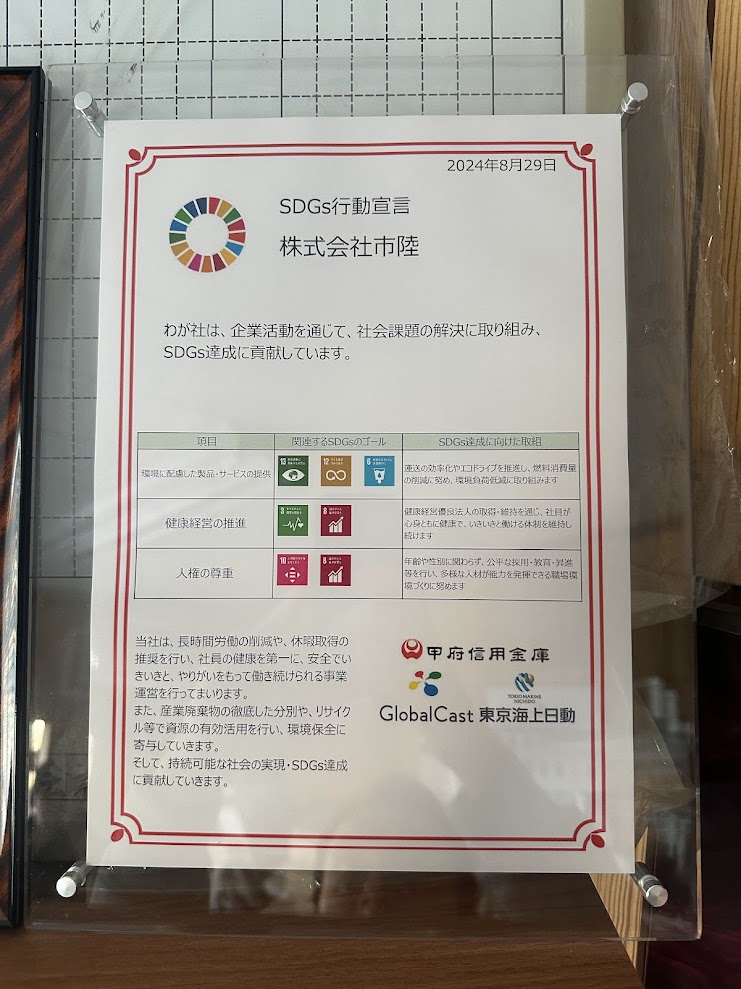 2024年8月29日
SDGs行動宣言
株式会社市陸
わが社は、企業活動を通じて、社会課題の解決に取り組み、
SDGs達成に貢献しています。
項目 関連するSDGsのゴール SDGs達成に向けた取組
環境に配慮した製品・サービスの提供
13
12
6
運送の効率化やエコドライブを推進し、燃料消費量
の削減に努め、環境負荷低減に取り組みます
健康経営の推進
3
8
健康経営優良法人の取得・維持を通じ、社員が
心身ともに健康で、いきいきと働ける体制を維持し
続けます
人権の尊重
10
8
年齢や性別に関わらず、公平な採用・教育・昇進
等を行い、多様な人材が能力を発揮できる職場環
境づくりに努めます
当社は、長時間労働の削減や、休暇取得の
推奨を行い、社員の健康を第一に、安全でい
きいきと、やりがいをもって働き続けられる事業
運営を行ってまいります。
また、産業廃棄物の徹底した分別や、リサイク
ル等で資源の有効活用を行い、環境保全に
寄与していきます。
そして、持続可能な社会の実現・SDGs達成
に貢献していきます。
甲府信用金庫
GlobalCast
TOKIO MARINE
NICHIDO
東京海上日動